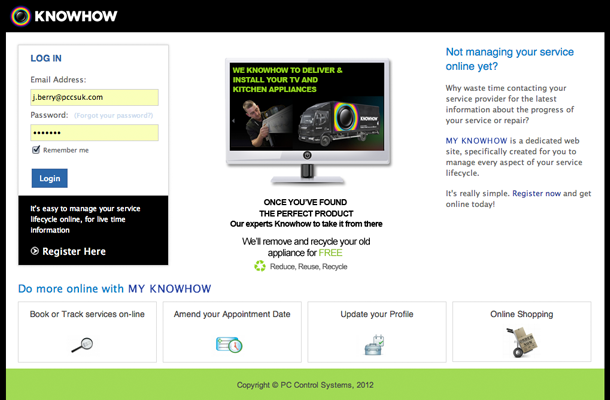 KNOWHOW
LOG IN
Email Address:
j.berry@pccsuk.com
Password: (Forgot your password?)
•••••••
Remember me
Login
It's easy to manage your service
lifecycle online, for live time
information
Register Here
WE KNOWHOW TO DELIVER &
INSTALL YOUR TV AND
KITCHEN APPLIANCES
KNOWHOW
ONCE YOU'VE FOUND
THE PERFECT PRODUCT
Our experts Knowhow to take it from there
We'll remove and recycle your old
appliance for FREE
Reduce, Reuse, Recycle
Not managing your service
online yet?
Why waste time contacting your
service provider for the latest
information about the progress of
your service or repair?
MY KNOWHOW is a dedicated web
site, specifically created for you to
manage every aspect of your service
lifecycle.
It's really simple. Register now and get
online today!
Do more online with MY KNOWHOW
Book or Track services on-line
Amend your Appointment Date
Update your Profile
Online Shopping
Copyright © PC Control Systems, 2012